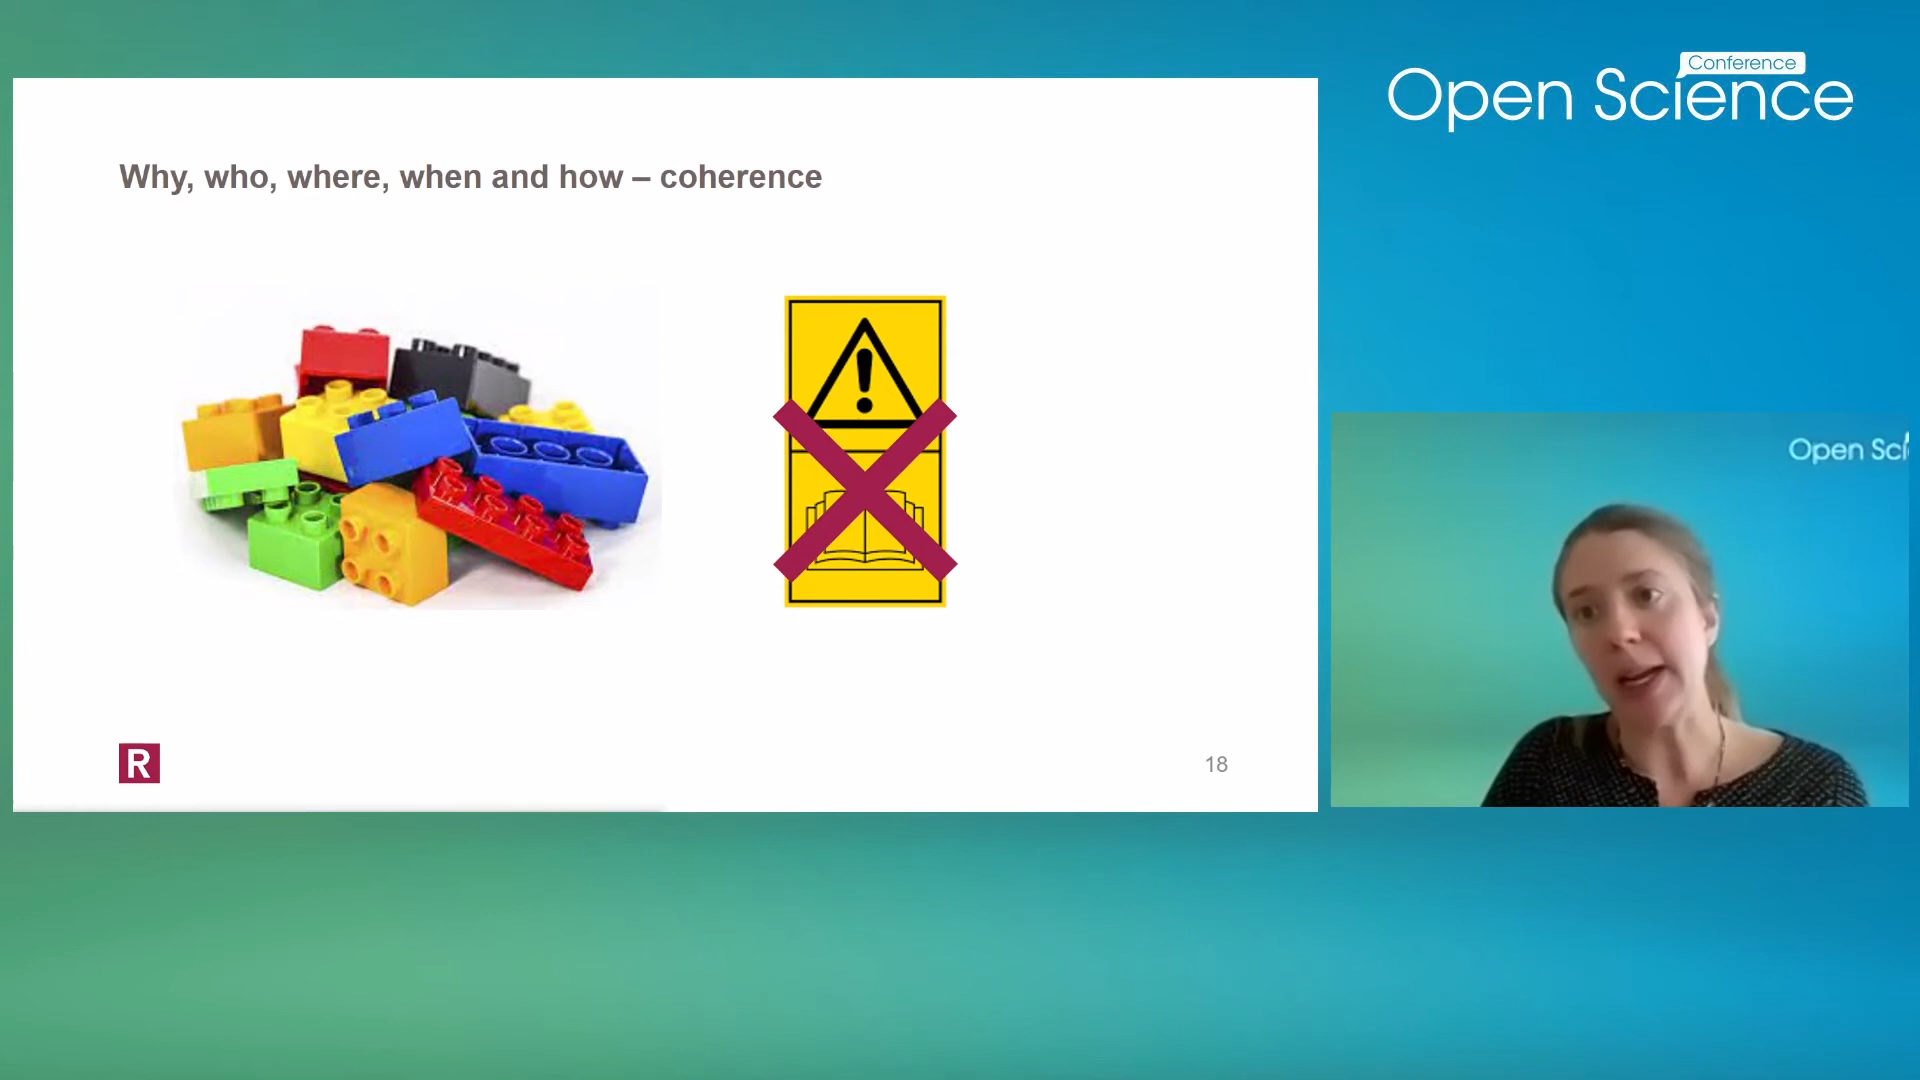 Conference
Open Science
Why, who, where, when and how – coherence
Open Sci
R
18